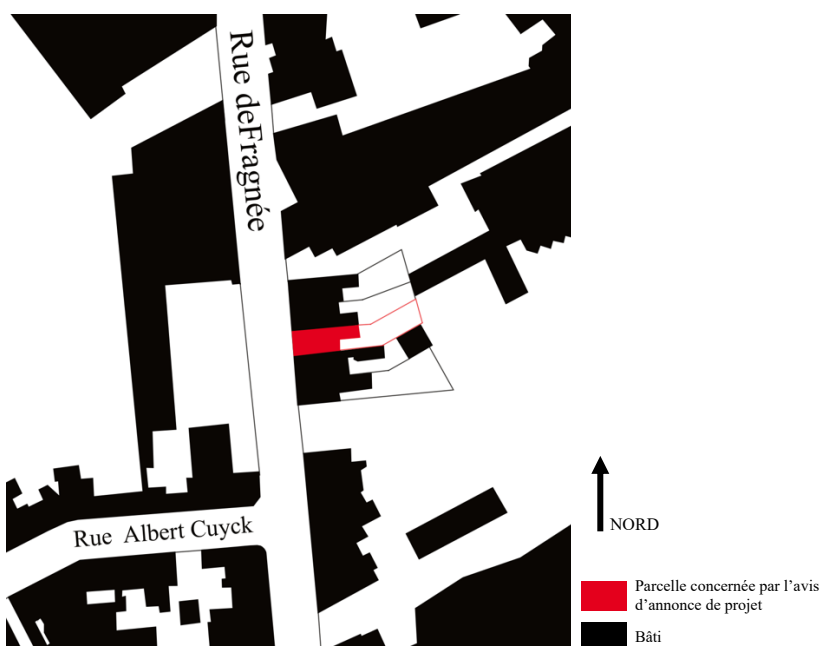 Rue deFragnée
Rue Albert Cuyck
NORD
Parcelle concernée par l’avis
d’annonce de projet
Bâti